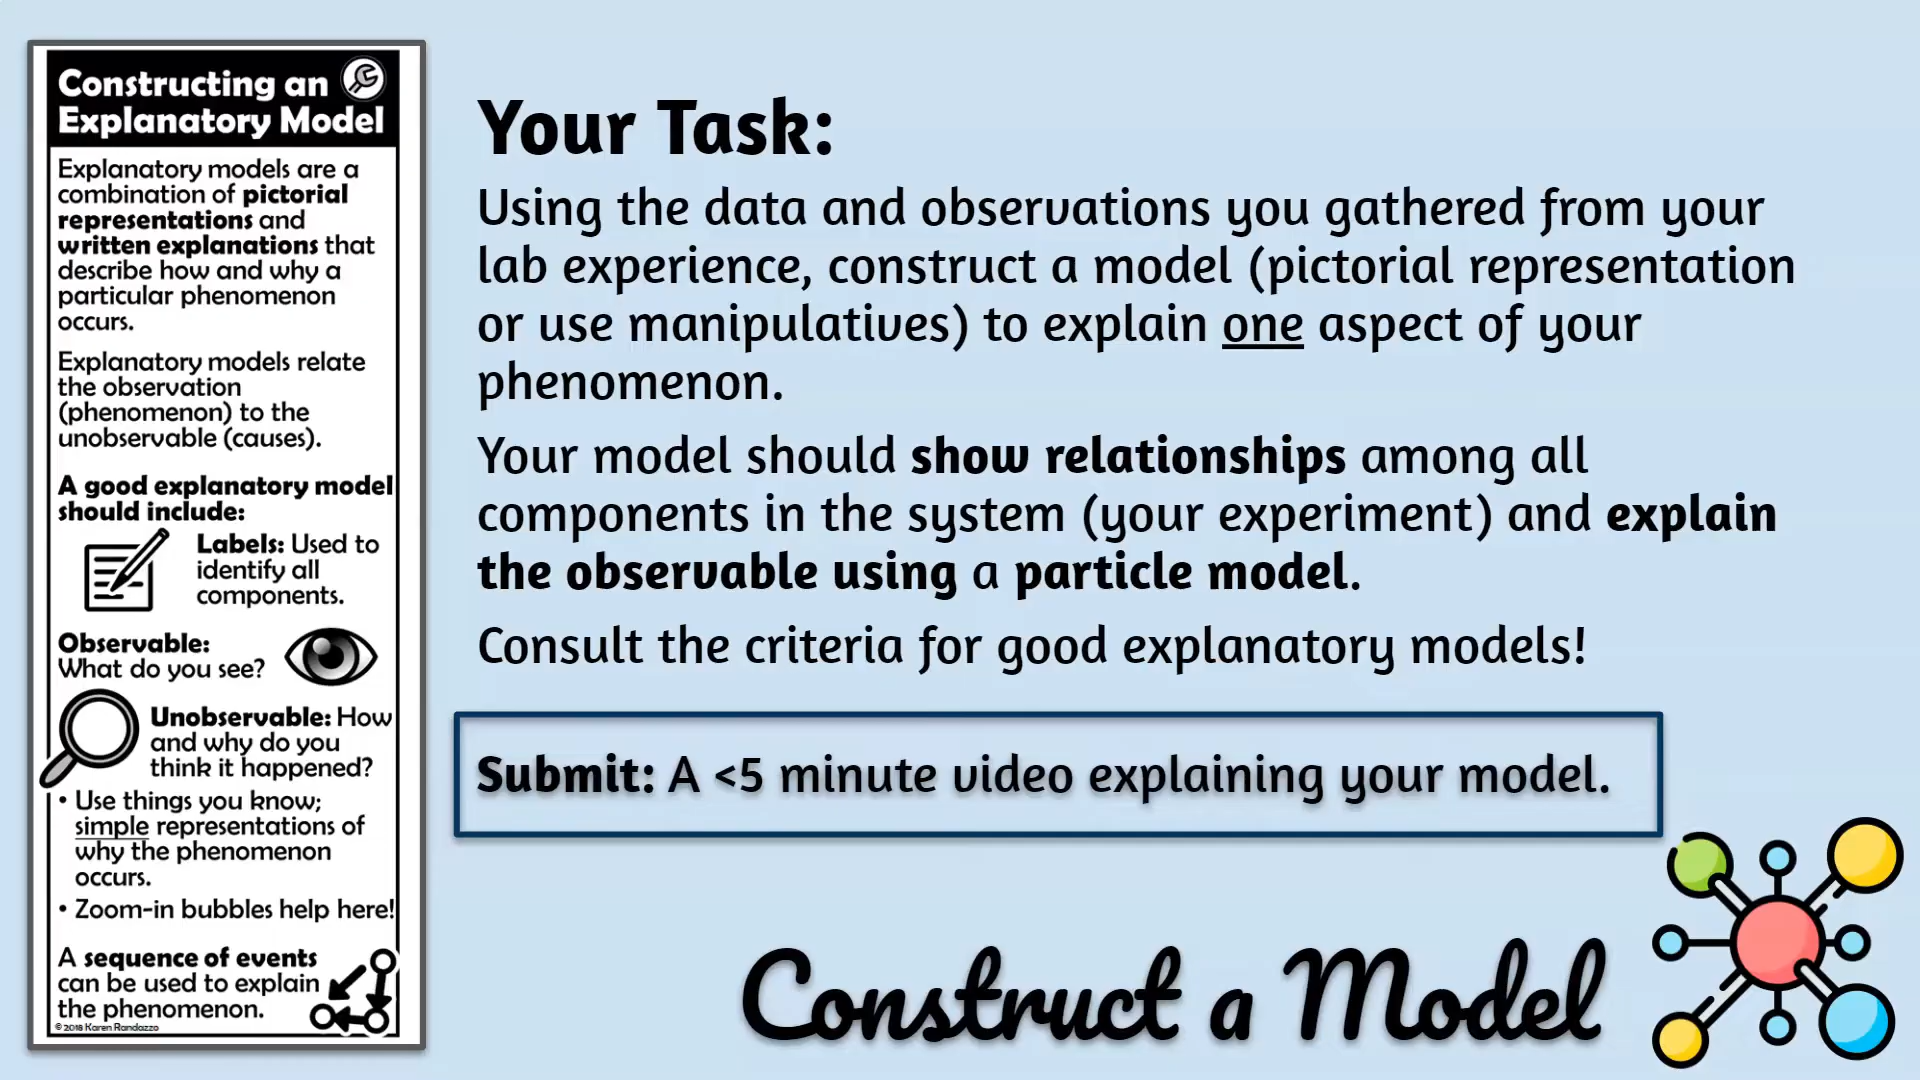 Constructing an
Explanatory Model
Explanatory models are a
combination of pictorial
representations and
written explanations that
describe how and why a
particular phenomenon
occurs.
Explanatory models relate
the observation
(phenomenon) to the
unobservable (causes).
A good explanatory model
should include:
Labels: Used to
identify all
components.
Observable:
What do you see?
Unobservable: How
and why do you
think it happened?
• Use things you know;
simple representations of
why the phenomenon
occurs.
• Zoom-in bubbles help here!
A sequence of events
can be used to explain
the phenomenon.
© 2018 Karen Randazzo
Your Task:
Using the data and observations you gathered from your
lab experience, construct a model (pictorial representation
or use manipulatives) to explain one aspect of your
phenomenon.
Your model should show relationships among all
components in the system (your experiment) and explain
the observable using a particle model.
Consult the criteria for good explanatory models!
Submit: A <5 minute video explaining your model.
Construct a Model